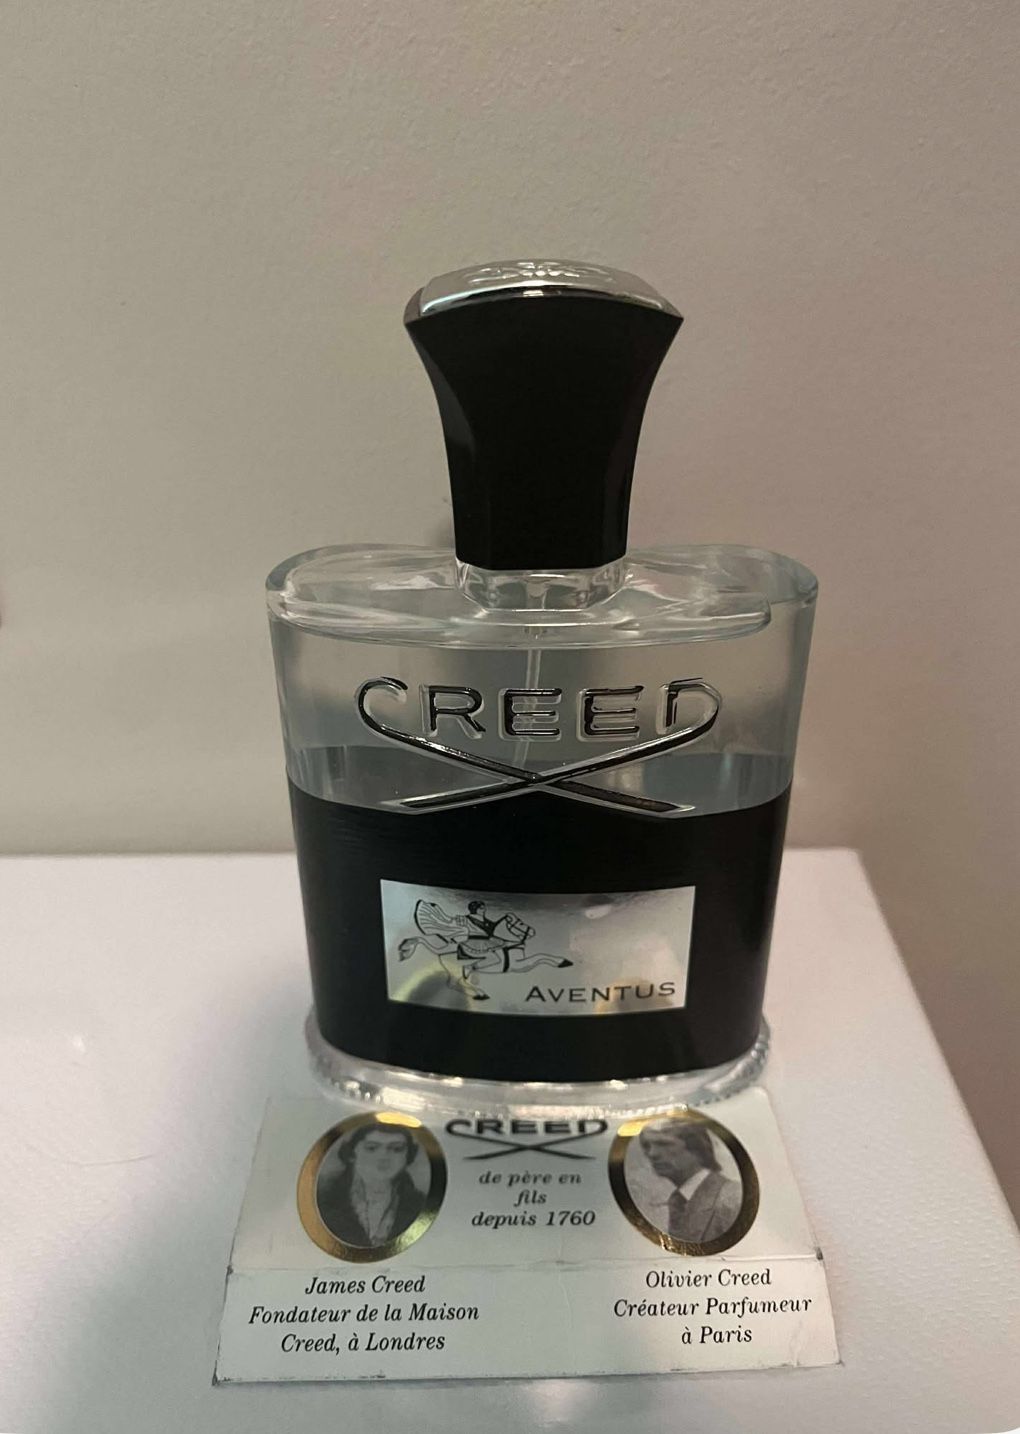 CREED
AVENTUS
CREED
de père en
fils
depuis 1760
James Creed
Fondateur de la Maison
Creed, à Londres
Olivier Creed
Créateur Parfumeur
à Paris